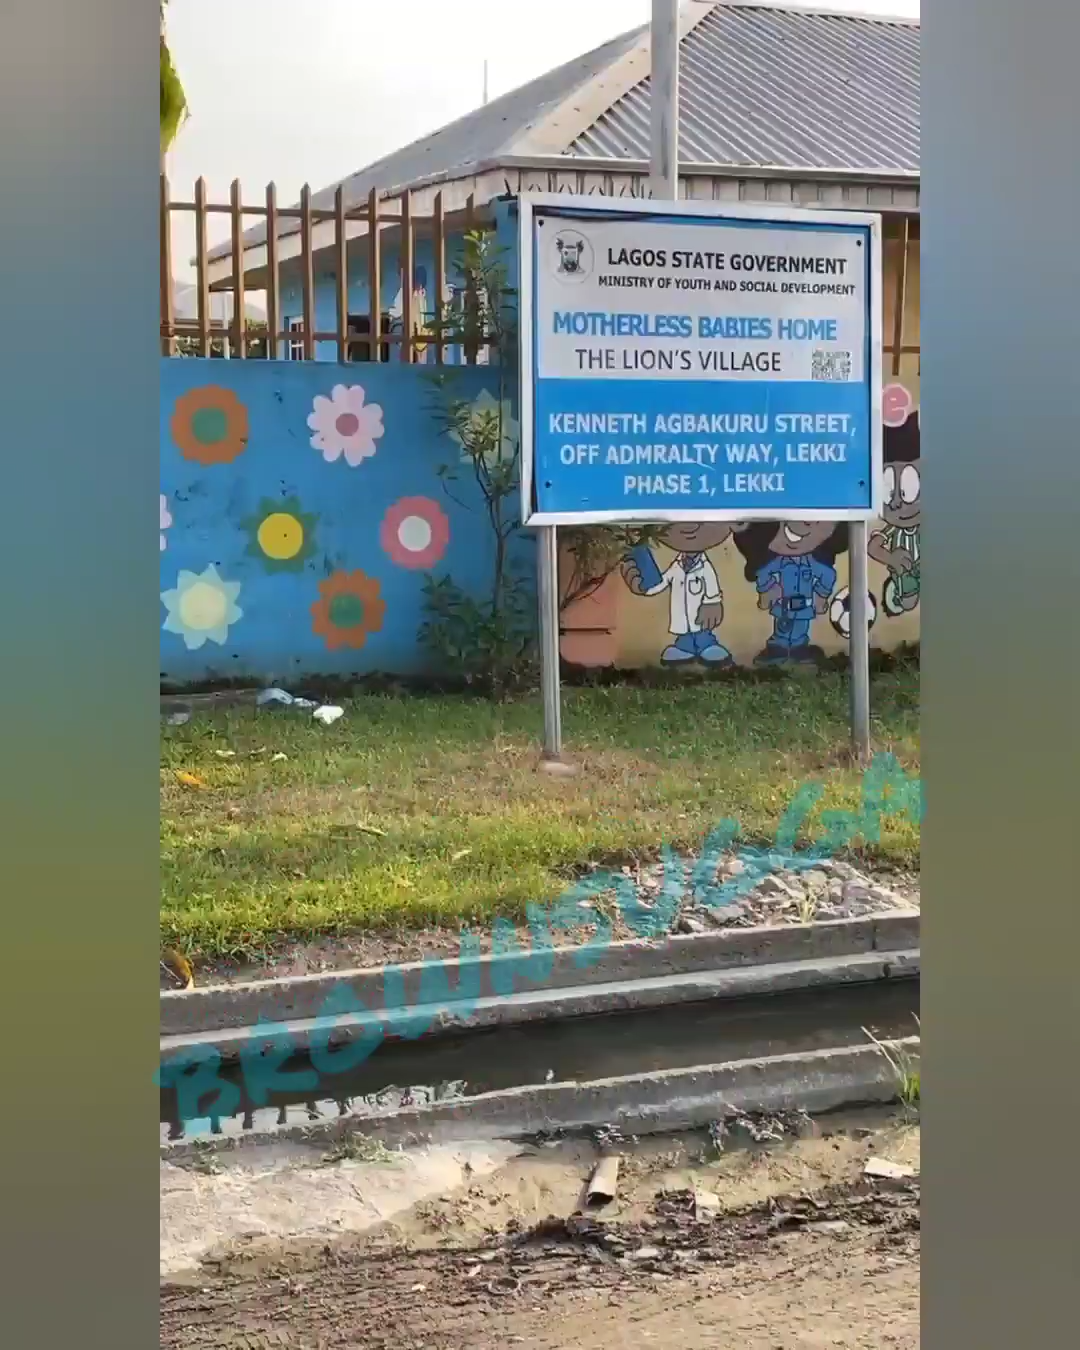 LAGOS STATE GOVERNMENT
MINISTRY OF YOUTH AND SOCIAL DEVELOPMENT
MOTHERLESS BABIES HOME
THE LION'S VILLAGE
KENNETH AGBAKURU STREET,
OFF ADMRALTY WAY, LEKKI
PHASE 1, LEKKI
e
BROWNSUGGA